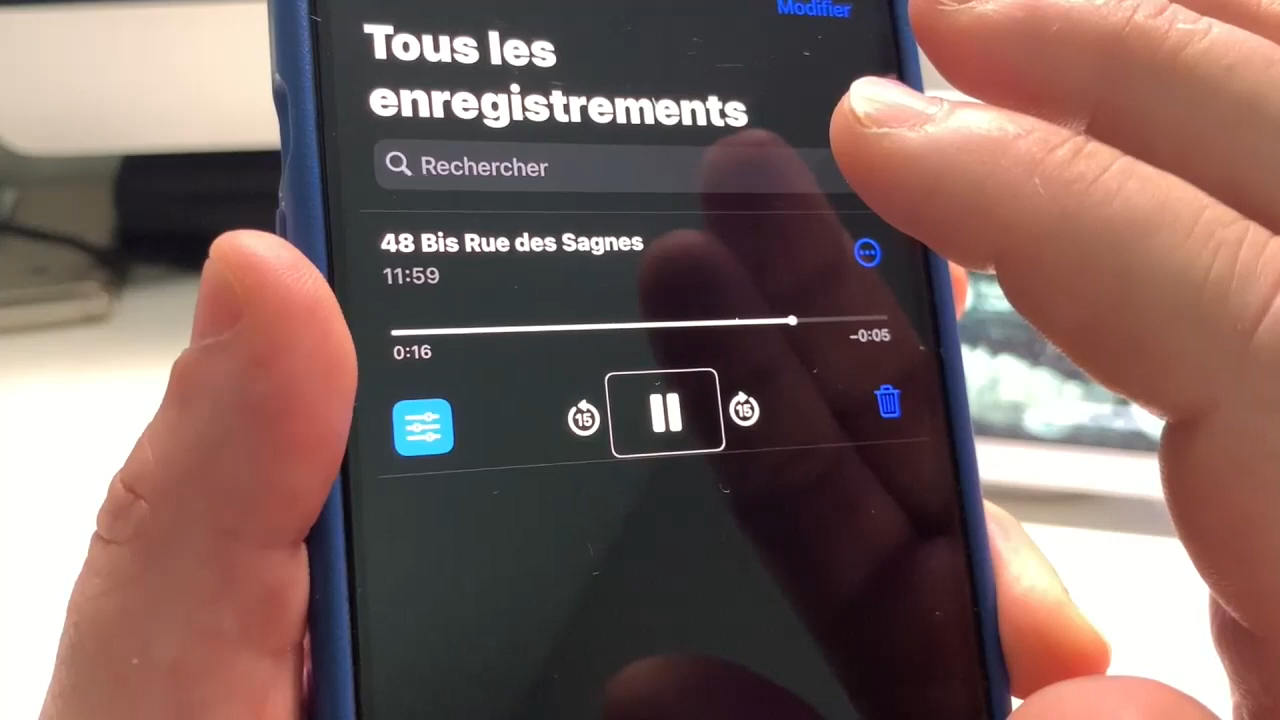 Modifier
Tous les
enregistrements
Rechercher
48 Bis Rue des Sagnes
11:59
0:16
-0:05
15
15